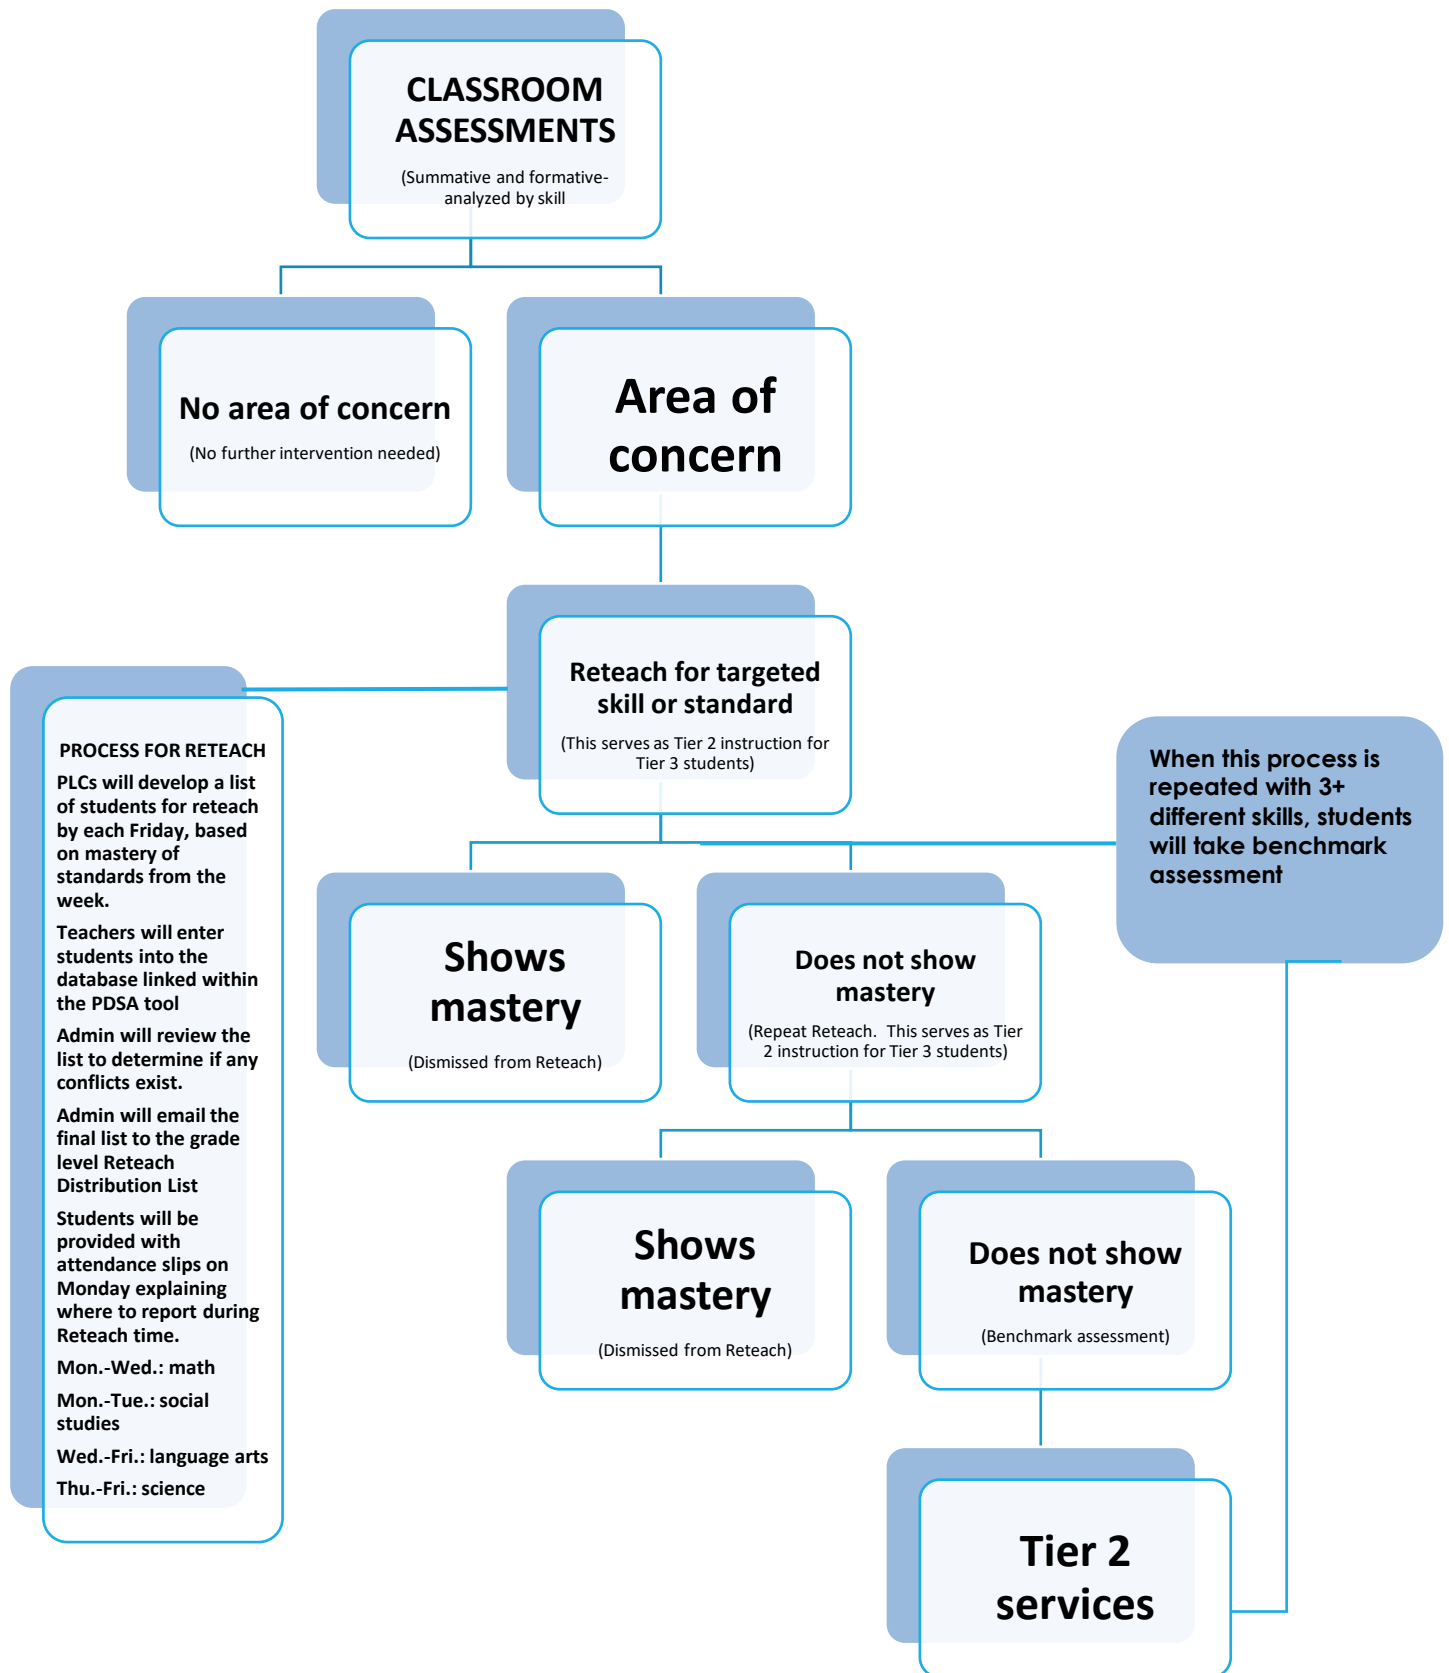 CLASSROOM
ASSESSMENTS
(Summative and formative-
analyzed by skill
No area of concern
(No further intervention needed)
Area of
concern
Reteach for targeted
skill or standard
(This serves as Tier 2 instruction for
Tier 3 students)
PROCESS FOR RETEACH
PLCs will develop a list
of students for reteach
by each Friday, based
on mastery of
standards from the
week.
Teachers will enter
students into the
database linked within
the PDSA tool
Admin will review the
list to determine if any
conflicts exist.
Admin will email the
final list to the grade
level Reteach
Distribution List
Students will be
provided with
attendance slips on
Monday explaining
where to report during
Reteach time.
Mon.-Wed.: math
Mon.-Tue.: social
studies
Wed.-Fri.: language arts
Thu.-Fri.: science
When this process is
repeated with 3+
different skills, students
will take benchmark
assessment
Shows
mastery
(Dismissed from Reteach)
Does not show
mastery
(Repeat Reteach.  This serves as Tier
2 instruction for Tier 3 students)
Shows
mastery
(Dismissed from Reteach)
Does not show
mastery
(Benchmark assessment)
Tier 2
services